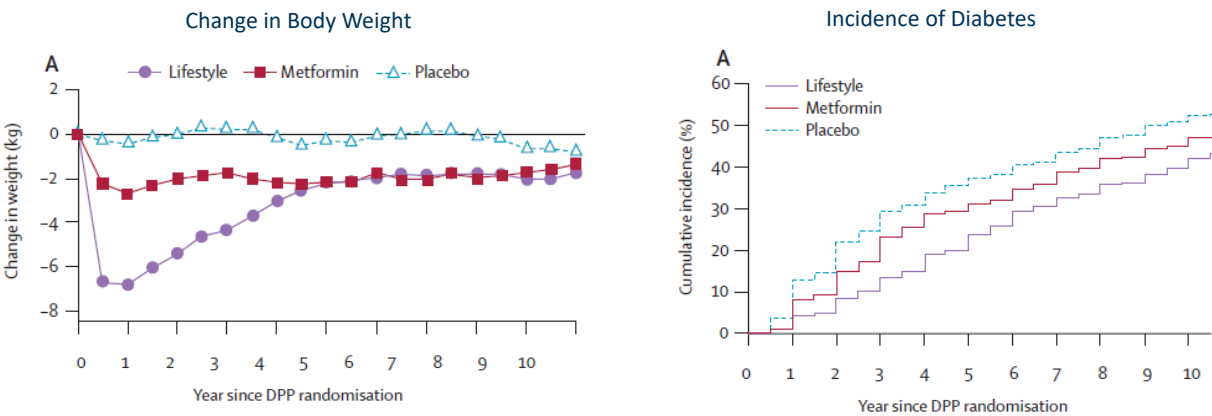 Change in Body Weight
A
Lifestyle Metformin Placebo
2
0
−2
−4
−6
−8
Change in weight (kg)
0 1 2 3 4 5 6 7 8 9 10
Year since DPP randomisation
Incidence of Diabetes
A
Lifestyle
Metformin
Placebo
60
50
40
30
20
10
0
Cumulative incidence (%)
0 1 2 3 4 5 6 7 8 9 10
Year since DPP randomisation